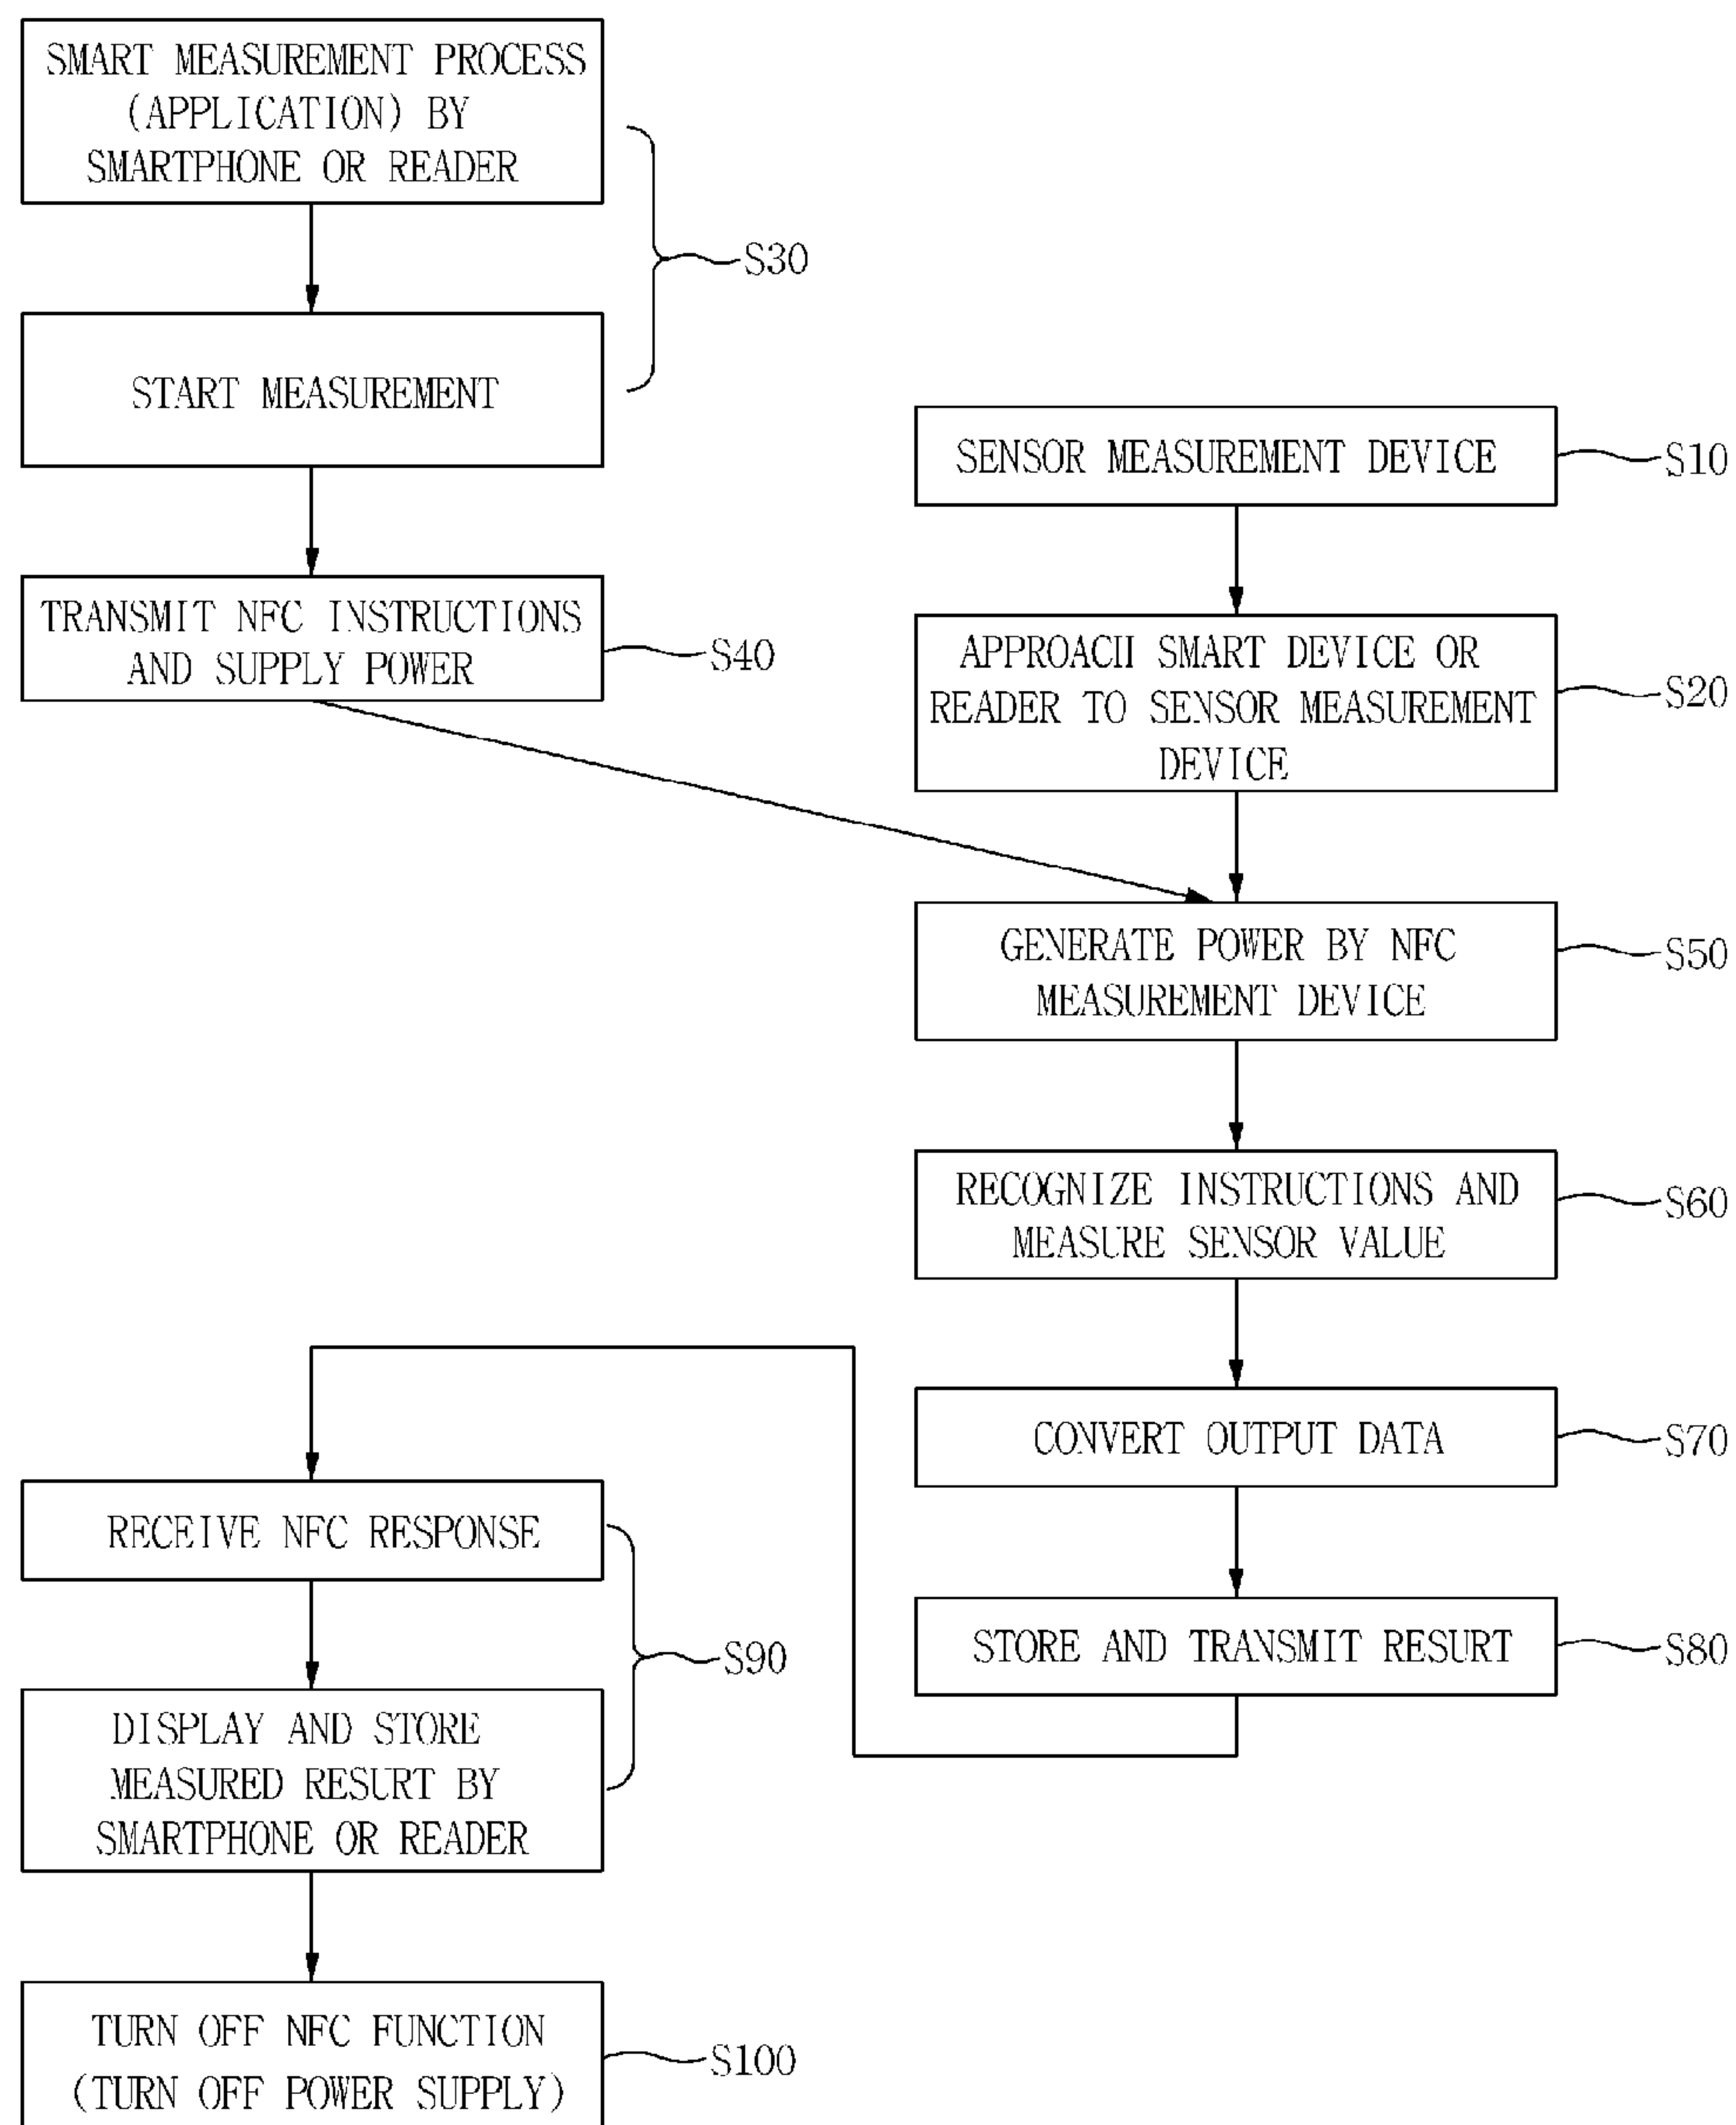 SMART MEASUREMENT PROCESS
(APPLICATION) BY
SMARTPHONE OR READER
S30
START MEASUREMENT
TRANSMIT NFC INSTRUCTIONS
AND SUPPLY POWER
S40
SENSOR MEASUREMENT DEVICE
S10
APPROACH SMART DEVICE OR
READER TO SENSOR MEASUREMENT
DEVICE
S20
GENERATE POWER BY NFC
MEASUREMENT DEVICE
S50
RECOGNIZE INSTRUCTIONS AND
MEASURE SENSOR VALUE
S60
CONVERT OUTPUT DATA
S70
STORE AND TRANSMIT RESURT
S80
RECEIVE NFC RESPONSE
S90
DISPLAY AND STORE
MEASURED RESURT BY
SMARTPHONE OR READER
TURN OFF NFC FUNCTION
(TURN OFF POWER SUPPLY)
S100